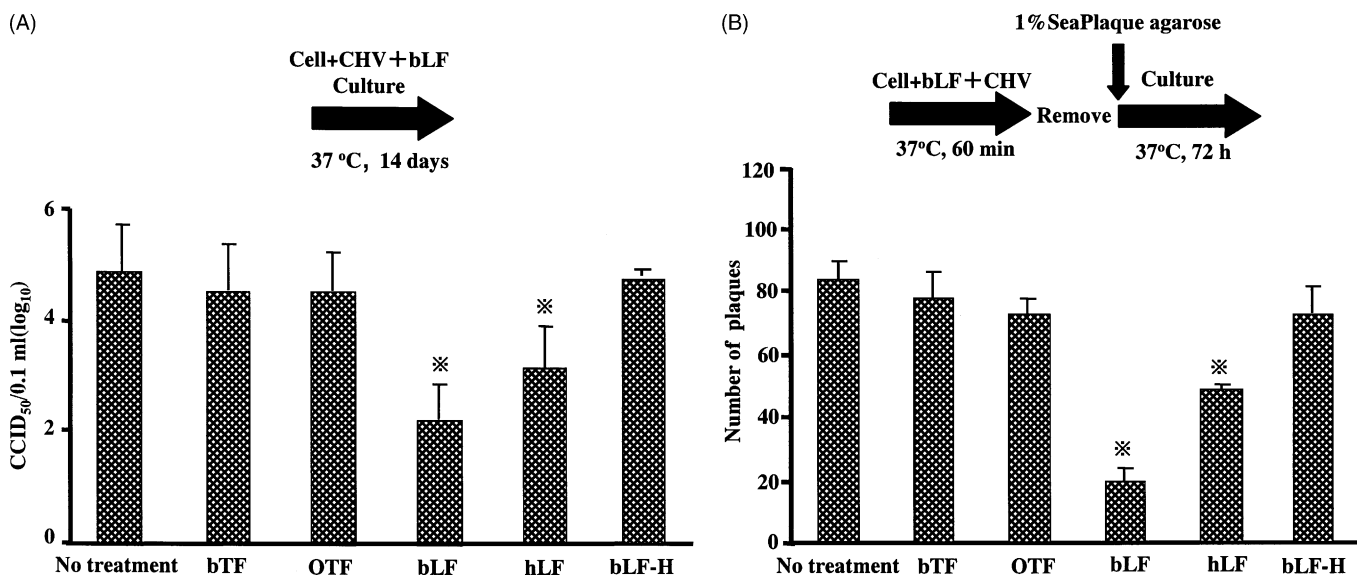 (A)
Cell+CHV+bLF
Culture
37 °C, 14 days
6
4
2
0
CCID50/0.1 ml(log10)
※
※
No treatment bTF OTF bLF hLF bLF-H
(B)
1%SeaPlaque agarose
Cell+bLF+CHV
Culture
Remove
37°C, 60 min
37°C, 72 h
120
100
80
60
40
20
0
Number of plaques
※
※
No treatment bTF OTF bLF hLF bLF-H